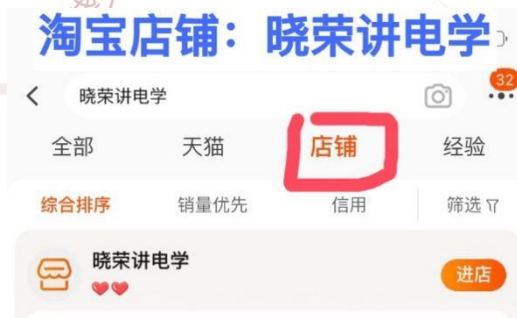 淘宝店铺：晓荣讲电学
32
晓荣讲电学
全部 天猫 店铺 经验
综合排序 销量优先 信用 筛选
晓荣讲电学
进店